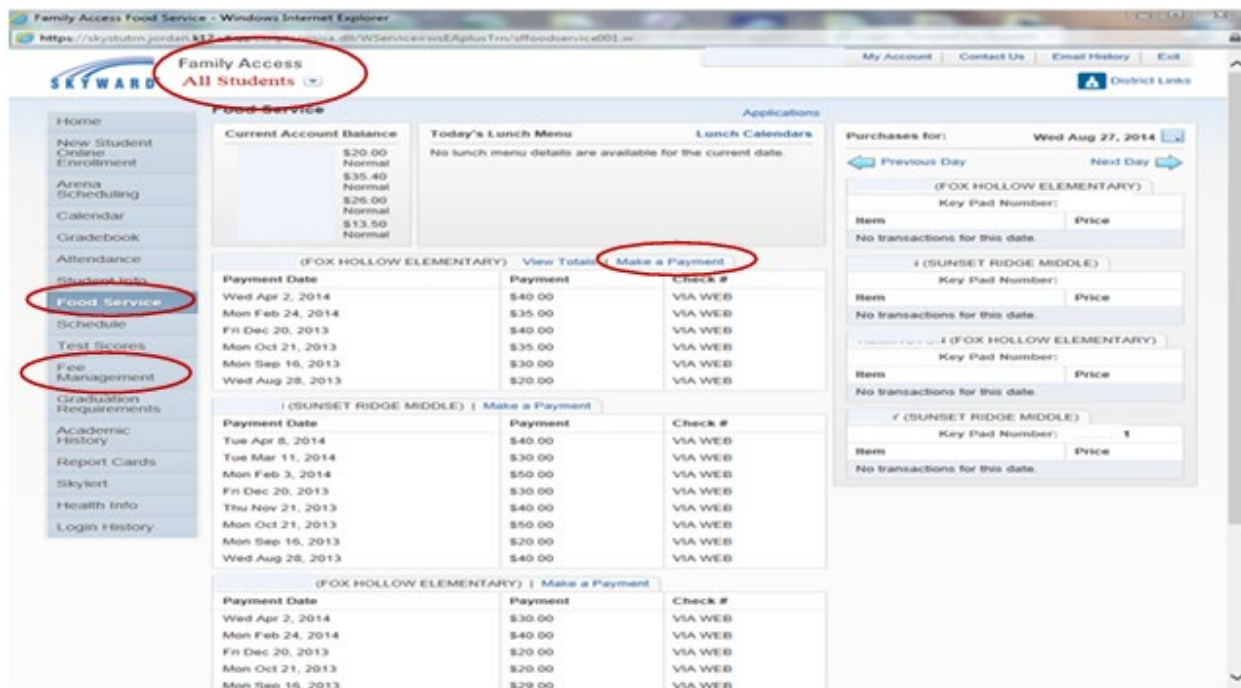 Family Access Food Service - Windows Internet Explorer
Family Access
All Students
SKYWARD
My Account | Contact Us | Email History | Exit
District Links
Home
New Student
Online
Enrollment
Arena
Scheduling
Calendar
Gradebook
Attendance
Student Info
Food Service
Schedule
Test Scores
Fee
Management
Graduation
Requirements
Academic
History
Report Cards
Skylert
Health Info
Login History
Food Service
Applications
Current Account Balance
$20.00
Normal
$35.40
Normal
$26.00
Normal
$13.50
Normal
Today's Lunch Menu Lunch Calendars
No lunch menu details are available for the current date.
(FOX HOLLOW ELEMENTARY) View Totals | Make a Payment
Payment Date Payment Check #
Wed Apr 2, 2014 $40.00 VIA WEB
Mon Feb 24, 2014 $35.00 VIA WEB
Fri Dec 20, 2013 $40.00 VIA WEB
Mon Oct 21, 2013 $35.00 VIA WEB
Mon Sep 16, 2013 $30.00 VIA WEB
Wed Aug 28, 2013 $20.00 VIA WEB
(SUNSET RIDGE MIDDLE) | Make a Payment
Payment Date Payment Check #
Tue Apr 8, 2014 $40.00 VIA WEB
Tue Mar 11, 2014 $30.00 VIA WEB
Mon Feb 3, 2014 $50.00 VIA WEB
Fri Dec 20, 2013 $30.00 VIA WEB
Thu Nov 21, 2013 $40.00 VIA WEB
Mon Oct 21, 2013 $50.00 VIA WEB
Mon Sep 16, 2013 $20.00 VIA WEB
Wed Aug 28, 2013 $40.00 VIA WEB
(FOX HOLLOW ELEMENTARY) | Make a Payment
Payment Date Payment Check #
Wed Apr 2, 2014 $30.00 VIA WEB
Mon Feb 24, 2014 $40.00 VIA WEB
Fri Dec 20, 2013 $20.00 VIA WEB
Mon Oct 21, 2013 $20.00 VIA WEB
Mon Sep 16, 2013 $29.00 VIA WEB
Purchases for: Wed Aug 27, 2014
Previous Day Next Day
(FOX HOLLOW ELEMENTARY)
Key Pad Number:
Item Price
No transactions for this date.
(SUNSET RIDGE MIDDLE)
Key Pad Number:
Item Price
No transactions for this date.
(FOX HOLLOW ELEMENTARY)
Key Pad Number:
Item Price
No transactions for this date.
(SUNSET RIDGE MIDDLE)
Key Pad Number: 1
Item Price
No transactions for this date.